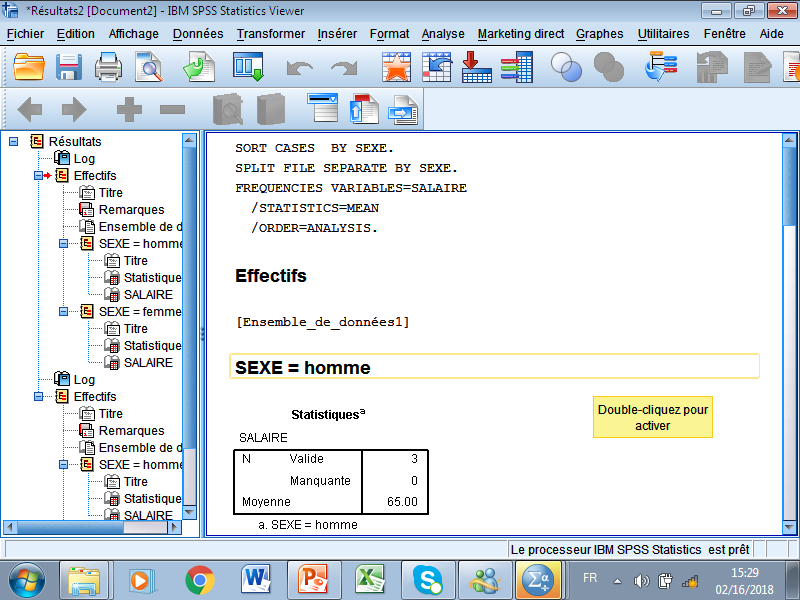 *Résultats2 [Document2] - IBM SPSS Statistics Viewer
Fichier Edition Affichage Données Transformer Insérer Format Analyse Marketing direct Graphes Utilitaires Fenêtre Aide
Résultats
Log
Effectifs
Titre
Remarques
Ensemble de d
SEXE = homme
Titre
Statistique
SALAIRE
SEXE = femme
Titre
Statistique
SALAIRE
Log
Effectifs
Titre
Remarques
Ensemble de d
SEXE = homme
Titre
Statistique
SALAIRE
SORT CASES  BY SEXE.
SPLIT FILE SEPARATE BY SEXE.
FREQUENCIES VARIABLES=SALAIRE
  /STATISTICS=MEAN
  /ORDER=ANALYSIS.
Effectifs
[Ensemble_de_données1]
SEXE = homme
Statistiquesa
SALAIRE
N Valide 3
Manquante 0
Moyenne 65.00
a. SEXE = homme
Double-cliquez pour
activer
Le processeur IBM SPSS Statistics  est prêt
FR
15:29
02/16/2018